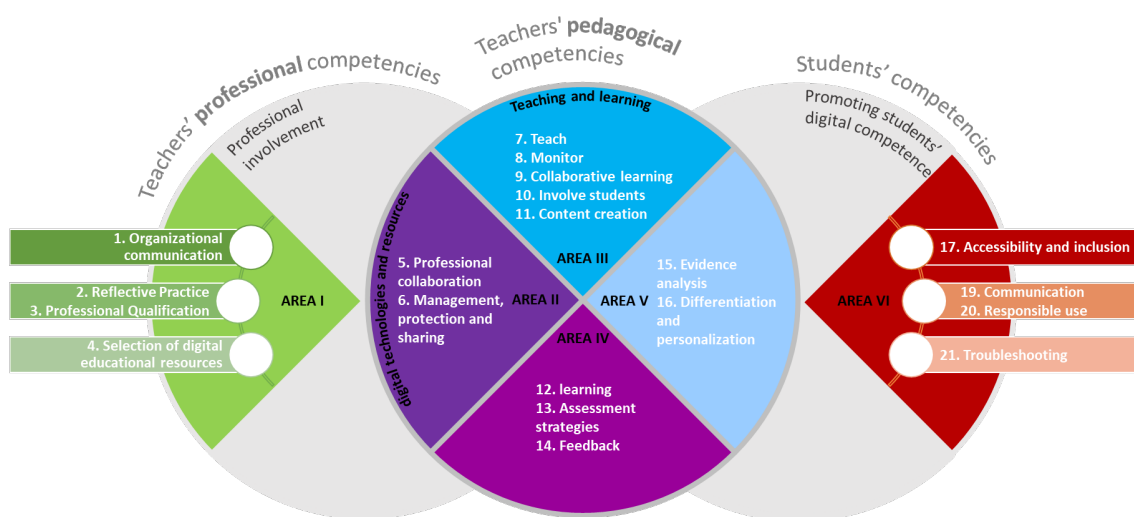 Teachers' professional competencies
Teachers' pedagogical
competencies
Students' competencies
Professional
involvement
Teaching and learning
Promoting students'
digital competence
7. Teach
8. Monitor
9. Collaborative learning
10. Involve students
11. Content creation
AREA III
1. Organizational
communication
2. Reflective Practice
3. Professional Qualification
4. Selection of digital
educational resources
AREA I
digital technologies and resources
5. Professional
collaboration
6. Management,
protection and
sharing
AREA II
15. Evidence
analysis
16. Differentiation
and
personalization
AREA V
AREA IV
12. learning
13. Assessment
strategies
14. Feedback
AREA VI
17. Accessibility and inclusion
19. Communication
20. Responsible use
21. Troubleshooting